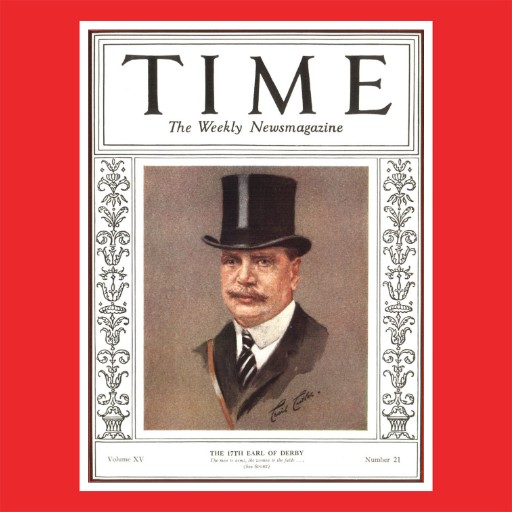 TIME
The Weekly Newsmagazine
Volume XV
THE 17TH EARL OF DERBY
Number 21